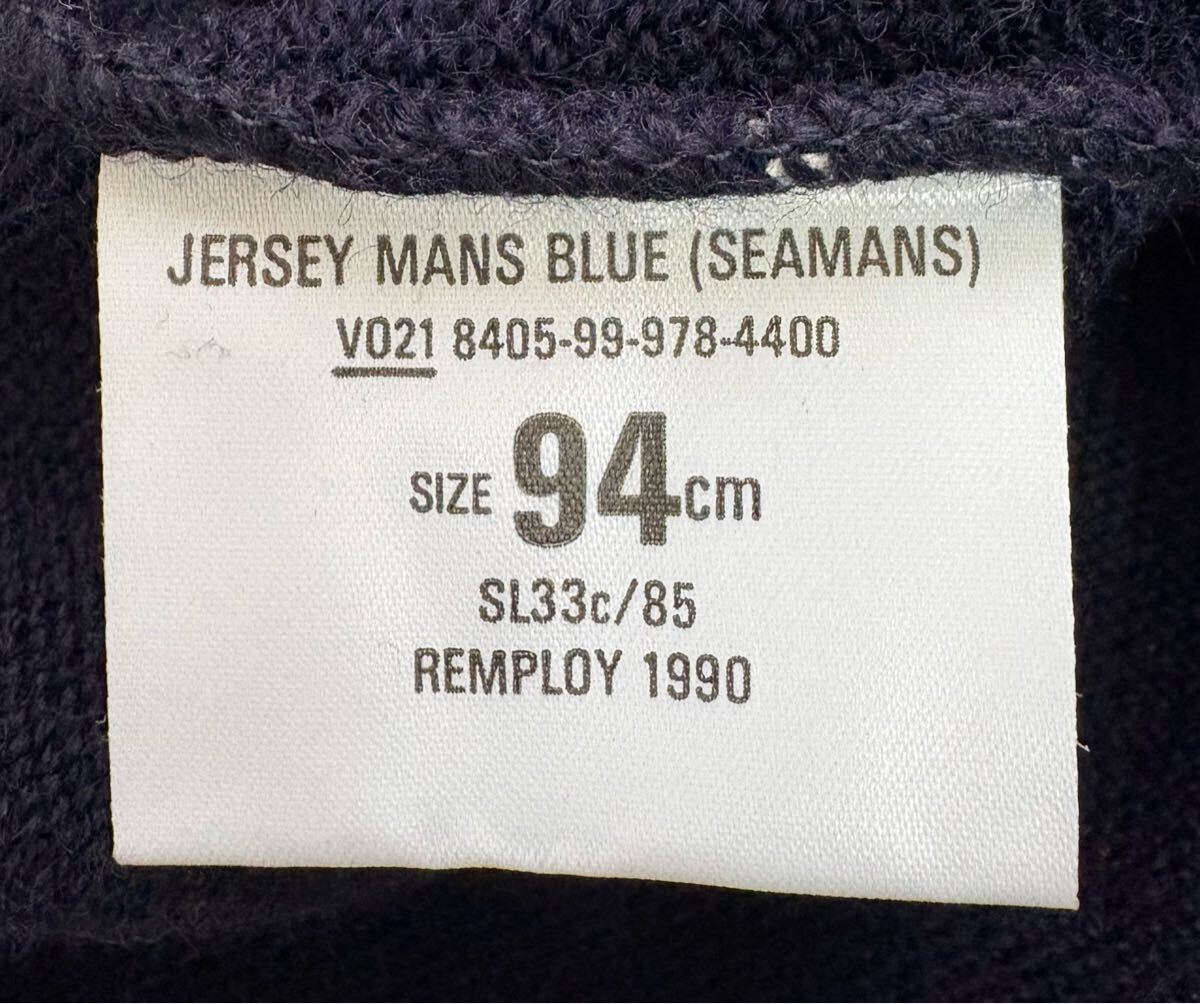 JERSEY MANS BLUE (SEAMANS)
V021 8405-99-978-4400
SIZE 94cm
SL33c/85
REMPLOY 1990